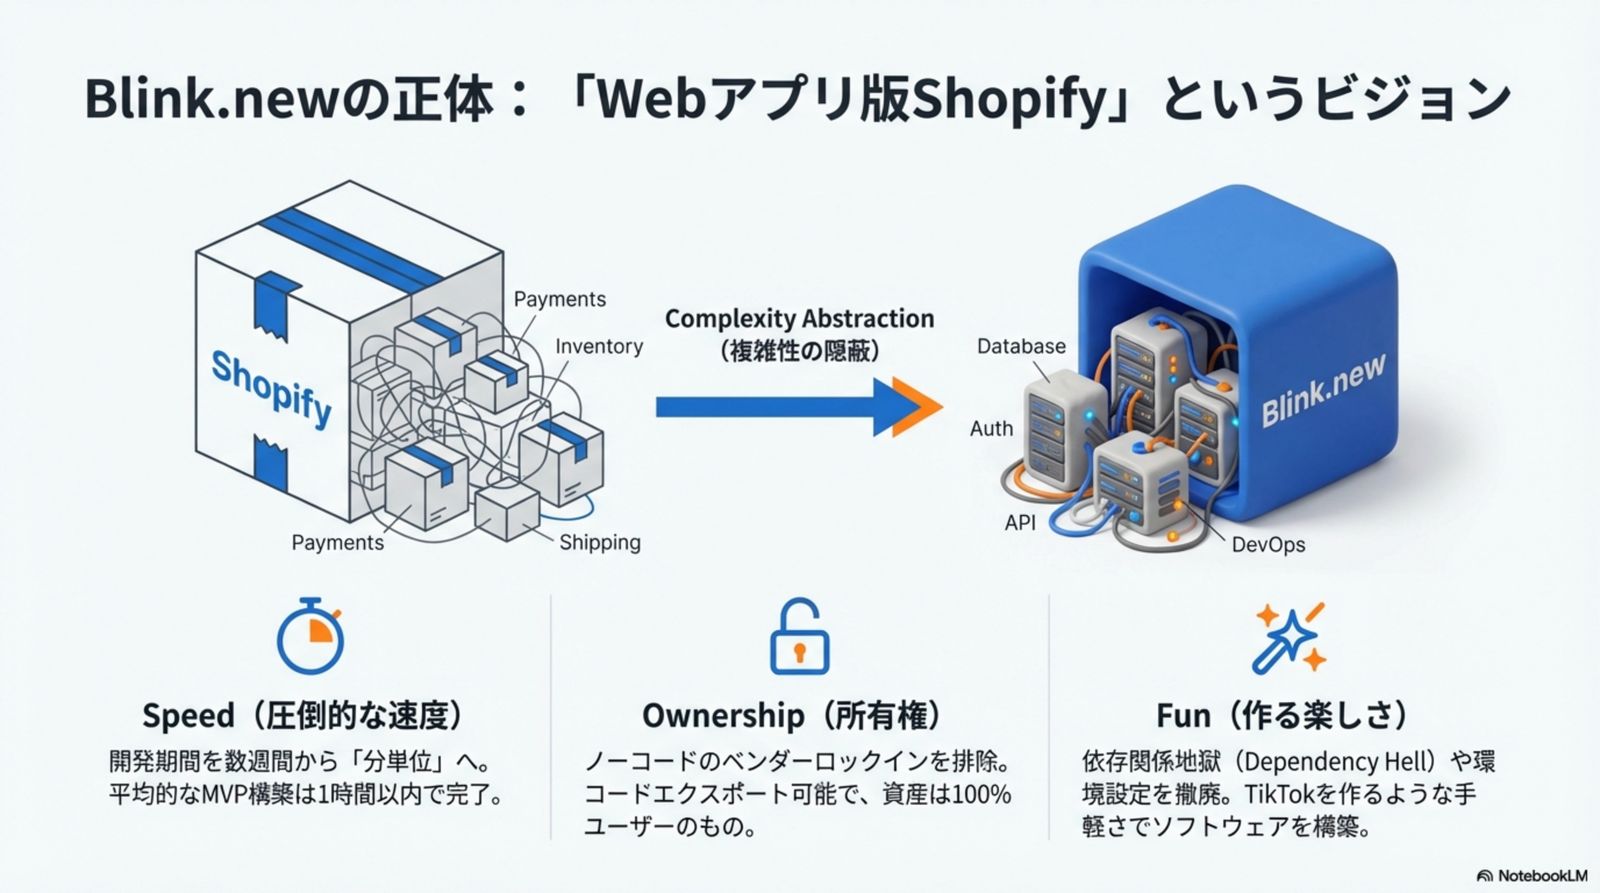 Blink.newの正体：「Webアプリ版Shopify」というビジョン
Shopify
Payments
Inventory
Payments
Shipping
Complexity Abstraction
（複雑性の隠蔽）
Database
Auth
API
DevOps
Blink.new
Speed（圧倒的な速度）
開発期間を数週間から「分単位」へ。
平均的なMVP構築は1時間以内で完了。
Ownership（所有権）
ノーコードのベンダーロックインを排除。
コードエクスポート可能で、資産は100%
ユーザーのもの。
Fun（作る楽しさ）
依存関係地獄（Dependency Hell）や環
境設定を撤廃。TikTokを作るような手
軽さでソフトウェアを構築。
NotebookLM